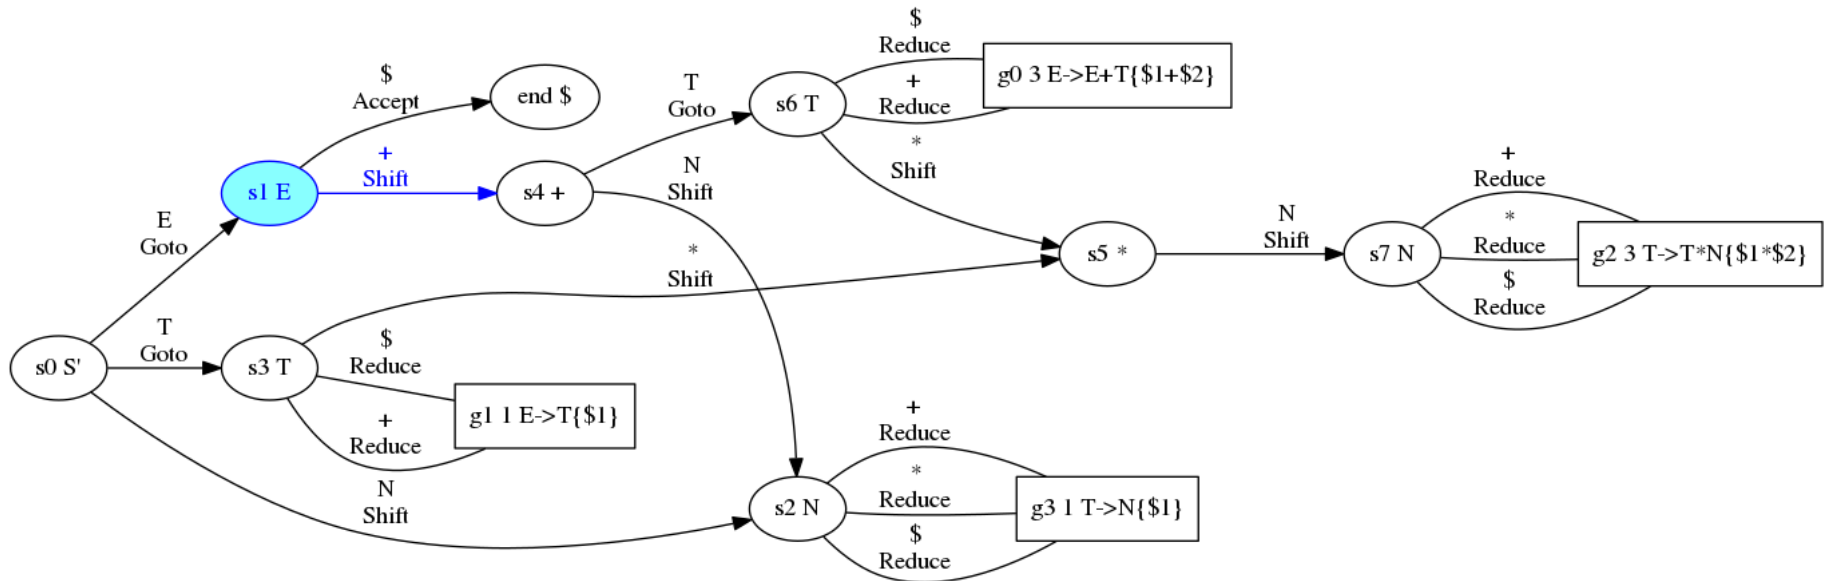 $
Reduce
g0 3 E->E+T{$1+$2}
+
Reduce
$
Accept
end $
T
Goto
s6 T
*
Shift
s1 E
+
Shift
s4 +
N
Shift
+
Reduce
E
Goto
*
Shift
s5 *
N
Shift
s7 N
*
Reduce
g2 3 T->T*N{$1*$2}
$
Reduce
s0 S'
T
Goto
s3 T
$
Reduce
g1 1 E->T{$1}
+
Reduce
N
Shift
s2 N
+
Reduce
*
Reduce
g3 1 T->N{$1}
$
Reduce